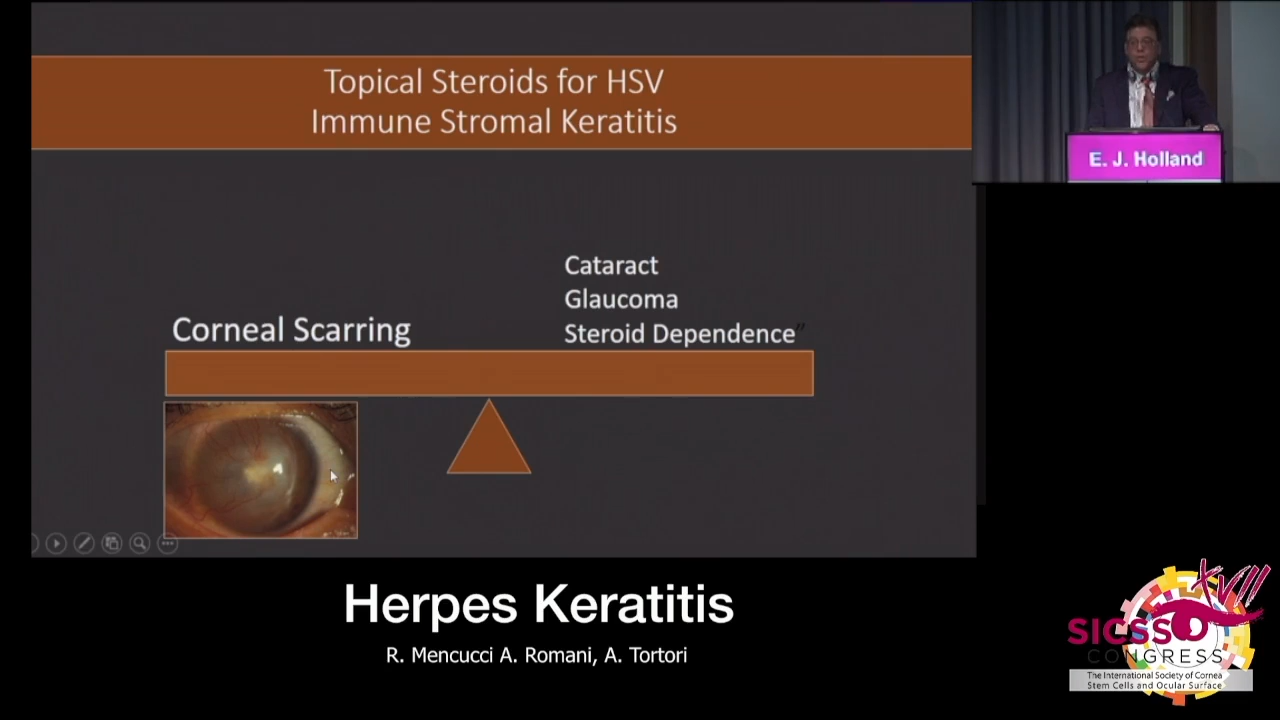 Topical Steroids for HSV
Immune Stromal Keratitis
E. J. Holland
Cataract
Glaucoma
Steroid Dependence"
Corneal Scarring
Herpes Keratitis
R. Mencucci A. Romani, A. Tortori
XVII
SICSSO
CONGRESS
The International Society of Cornea
Stem Cells and Ocular Surface